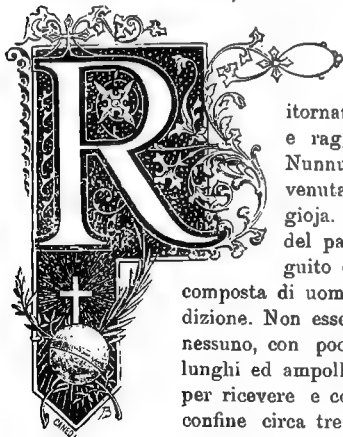 R
itornat
e rag
Nunnu
venuta
gioja.
del pa
guito
composta di uom
dizione. Non esse
nessuno, con poc
lunghi ed ampoll
per ricevere e co
confine circa tre